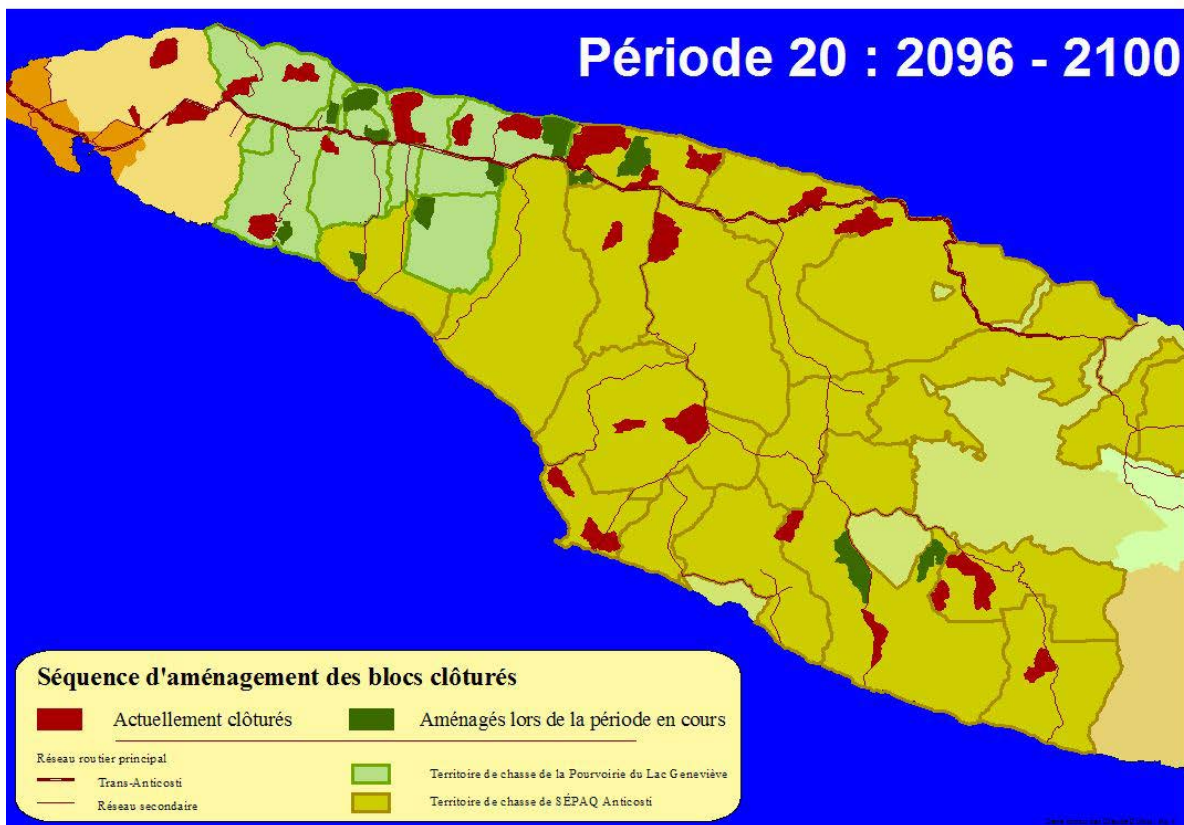 Période 20 : 2096 - 2100
Séquence d'aménagement des blocs clôturés
Actuellement clôturés
Aménagés lors de la période en cours
Réseau routier principal
Trans-Anticosti
Réseau secondaire
Territoire de chasse de la Pourvoirie du Lac Geneviève
Territoire de chasse de SÉPAQ Anticosti